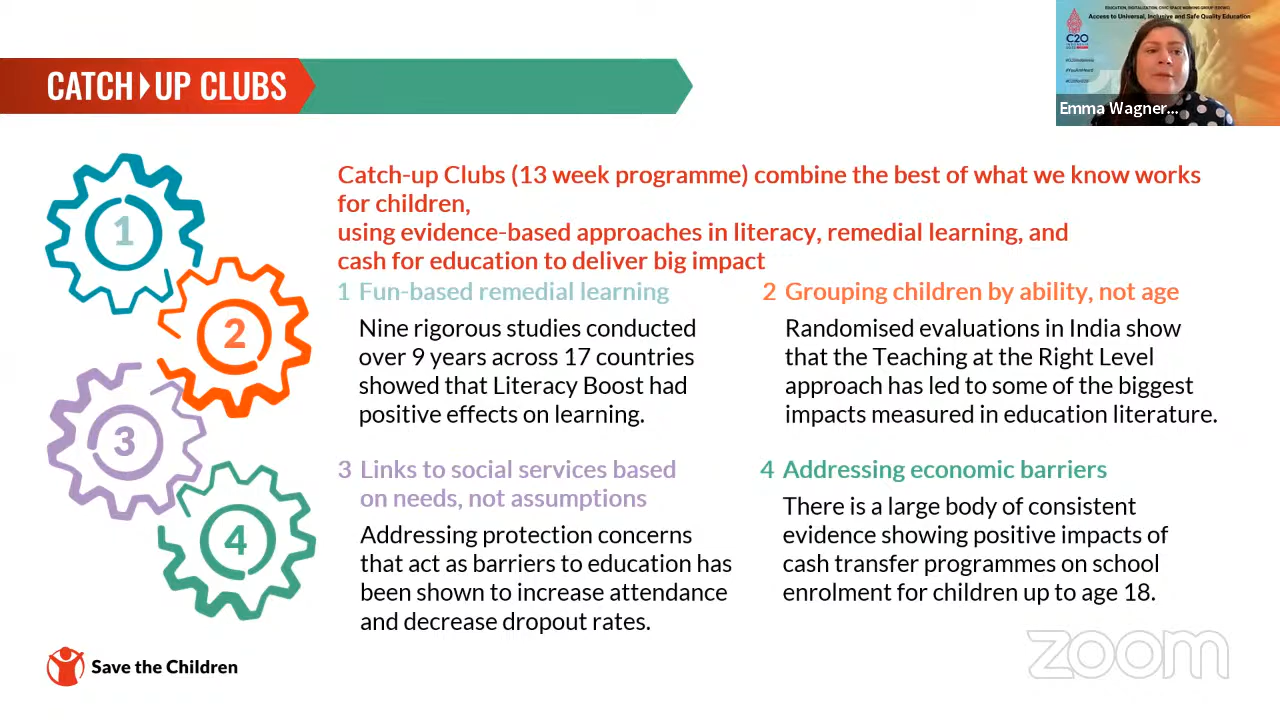 EDUCATION, DIGITALIZATION, CIVIC SPACE WORKING GROUP (EDCWG)
Access to Universal, Inclusive and Safe Quality Education
C20
Emma Wagner...
CATCH UP CLUBS
Catch-up Clubs (13 week programme) combine the best of what we know works
for children,
using evidence-based approaches in literacy, remedial learning, and
cash for education to deliver big impact
1
2
3
4
1 Fun-based remedial learning
Nine rigorous studies conducted
over 9 years across 17 countries
showed that Literacy Boost had
positive effects on learning.
2 Grouping children by ability, not age
Randomised evaluations in India show
that the Teaching at the Right Level
approach has led to some of the biggest
impacts measured in education literature.
3 Links to social services based
on needs, not assumptions
Addressing protection concerns
that act as barriers to education has
been shown to increase attendance
and decrease dropout rates.
4 Addressing economic barriers
There is a large body of consistent
evidence showing positive impacts of
cash transfer programmes on school
enrolment for children up to age 18.
Save the Children
zoom